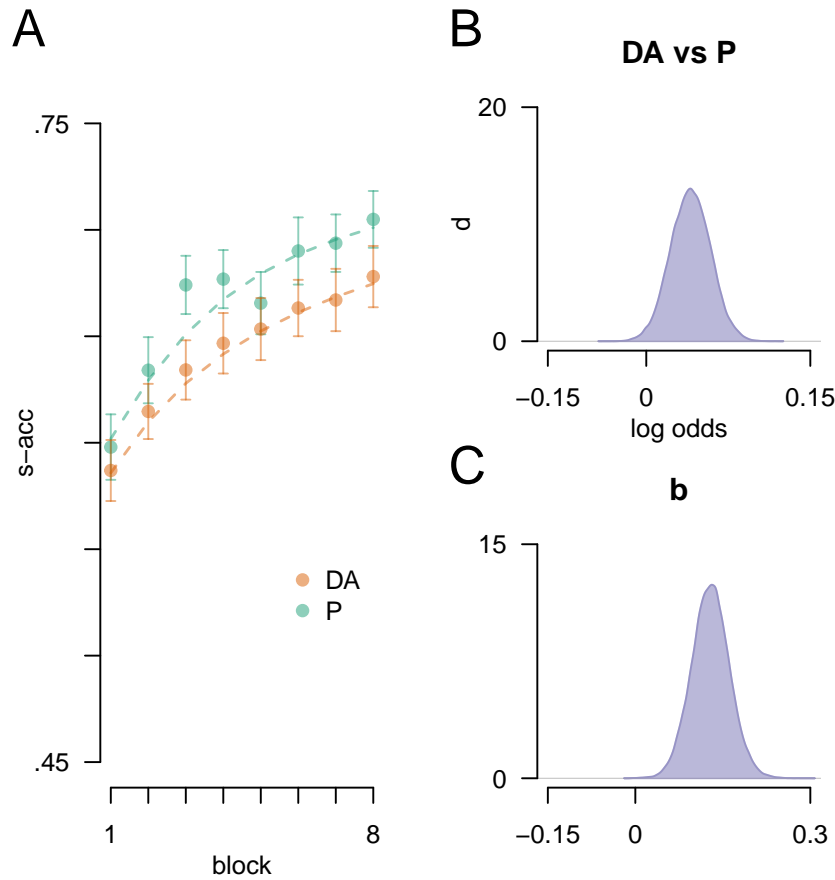 A
.75
s−acc
.45
DA
P
1
8
block
B
DA vs P
20
d
0
−0.15
0
0.15
log odds
C
b
15
0
−0.15
0
0.3